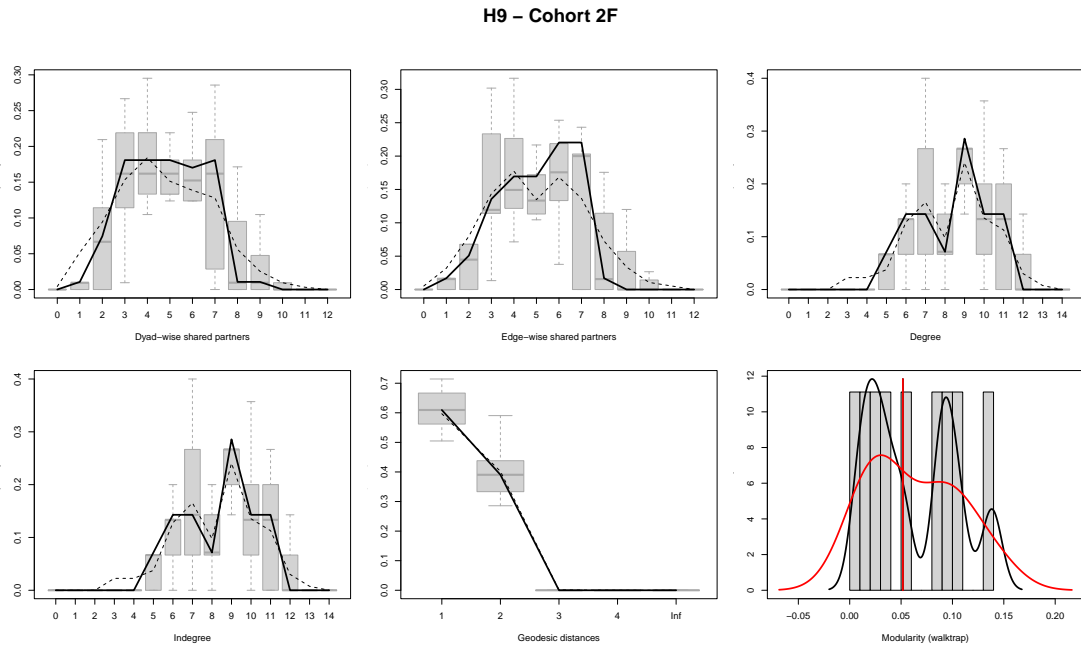 H9 – Cohort 2F
0.00 0.05 0.10 0.15 0.20 0.25 0.30
0 1 2 3 4 5 6 7 8 9 10 11 12
Dyad−wise shared partners
0.00 0.05 0.10 0.15 0.20 0.25 0.30
0 1 2 3 4 5 6 7 8 9 10 11 12
Edge−wise shared partners
0.0 0.1 0.2 0.3 0.4
0 1 2 3 4 5 6 7 8 9 10 11 12 14
Degree
0.0 0.1 0.2 0.3 0.4
0 1 2 3 4 5 6 7 8 9 10 11 12 14
Indegree
0.0 0.1 0.2 0.3 0.4 0.5 0.6 0.7
1 2 3 4 Inf
Geodesic distances
0 2 4 6 8 10 12
−0.05 0.00 0.05 0.10 0.15 0.20
Modularity (walktrap)